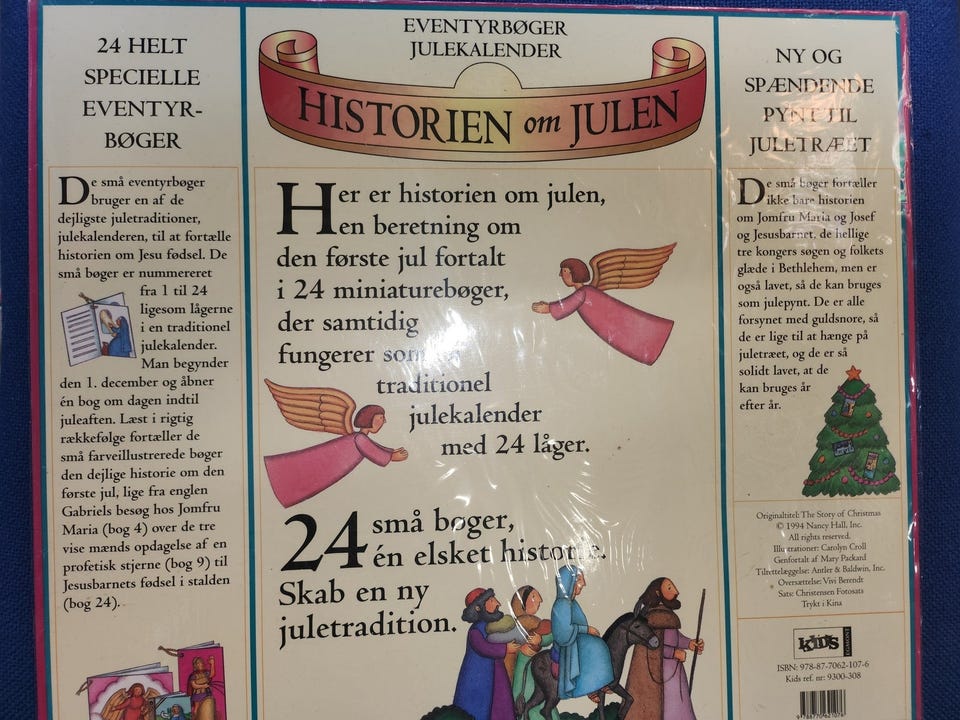 24 HELT
SPECIELLE
EVENTYR-
BØGER
De små eventyrbøger
bruger en af de
dejligste juletraditioner,
julekalenderen, til at fortælle
historien om Jesu fødsel. De
små bøger er nummereret
fra 1 til 24
ligesom lågerne
i en traditionel
julekalender.
Man begynder
den 1. december og åbner
én bog om dagen indtil
juleaften. Læst i rigtig
rækkefølge fortæller de
små farveillustrerede bøger
den dejlige historie om den
første jul, lige fra englen
Gabriels besøg hos Jomfru
Maria (bog 4) over de tre
vise mænds opdagelse af en
profetisk stjerne (bog 9) til
Jesusbarnets fødsel i stalden
(bog 24).
EVENTYRBØGER
JULEKALENDER
HISTORIEN om JULEN
Her er historien om julen,
en beretning om
den første jul fortalt
i 24 miniaturebøger,
der samtidig
fungerer som en
traditionel
julekalender
med 24 låger.
24 små bøger,
én elsket historie.
Skab en ny
juletradition.
NY OG
SPÆNDENDE
PYNT TIL
JULETRÆET
De små bøger fortæller
ikke bare historien
om Jomfru Maria og Josef
og Jesusbarnet, de hellige
tre kongers søgen og folkets
glæde i Bethlehem, men er
også lavet, så de kan bruges
som julepynt. De er alle
forsynet med guldsnore, så
de er lige til at hænge på
juletræet, og de er så
solidt lavet, at de
kan bruges år
efter år.
Originaltitel: The Story of Christmas
© 1994 Nancy Hall, Inc.
All rights reserved.
Illustrationer: Carolyn Croll
Genfortalt af Mary Packard
Tilrettelæggelse: Antler & Baldwin, Inc.
Oversættelse: Vivi Berendt
Sats: Christensen Fotosats
Trykt i Kina
KIDS EGMONT
ISBN: 978-87-7062-107-6
Kids ref. nr: 9300-308